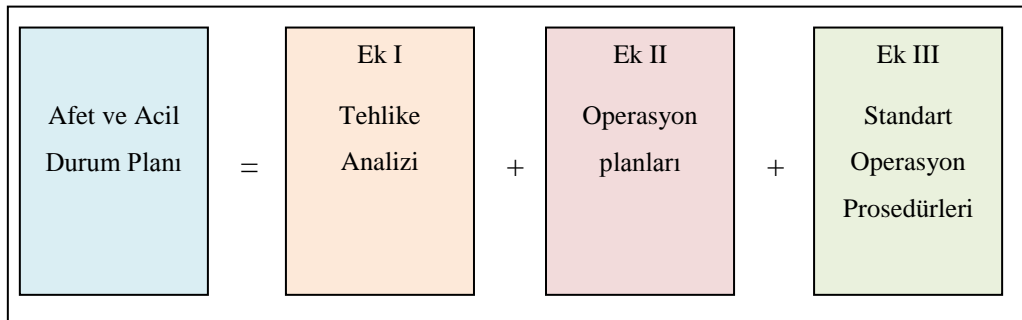 Afet ve Acil
Durum Planı
=
Ek I
Tehlike
Analizi
+
Ek II
Operasyon
planları
+
Ek III
Standart
Operasyon
Prosedürleri